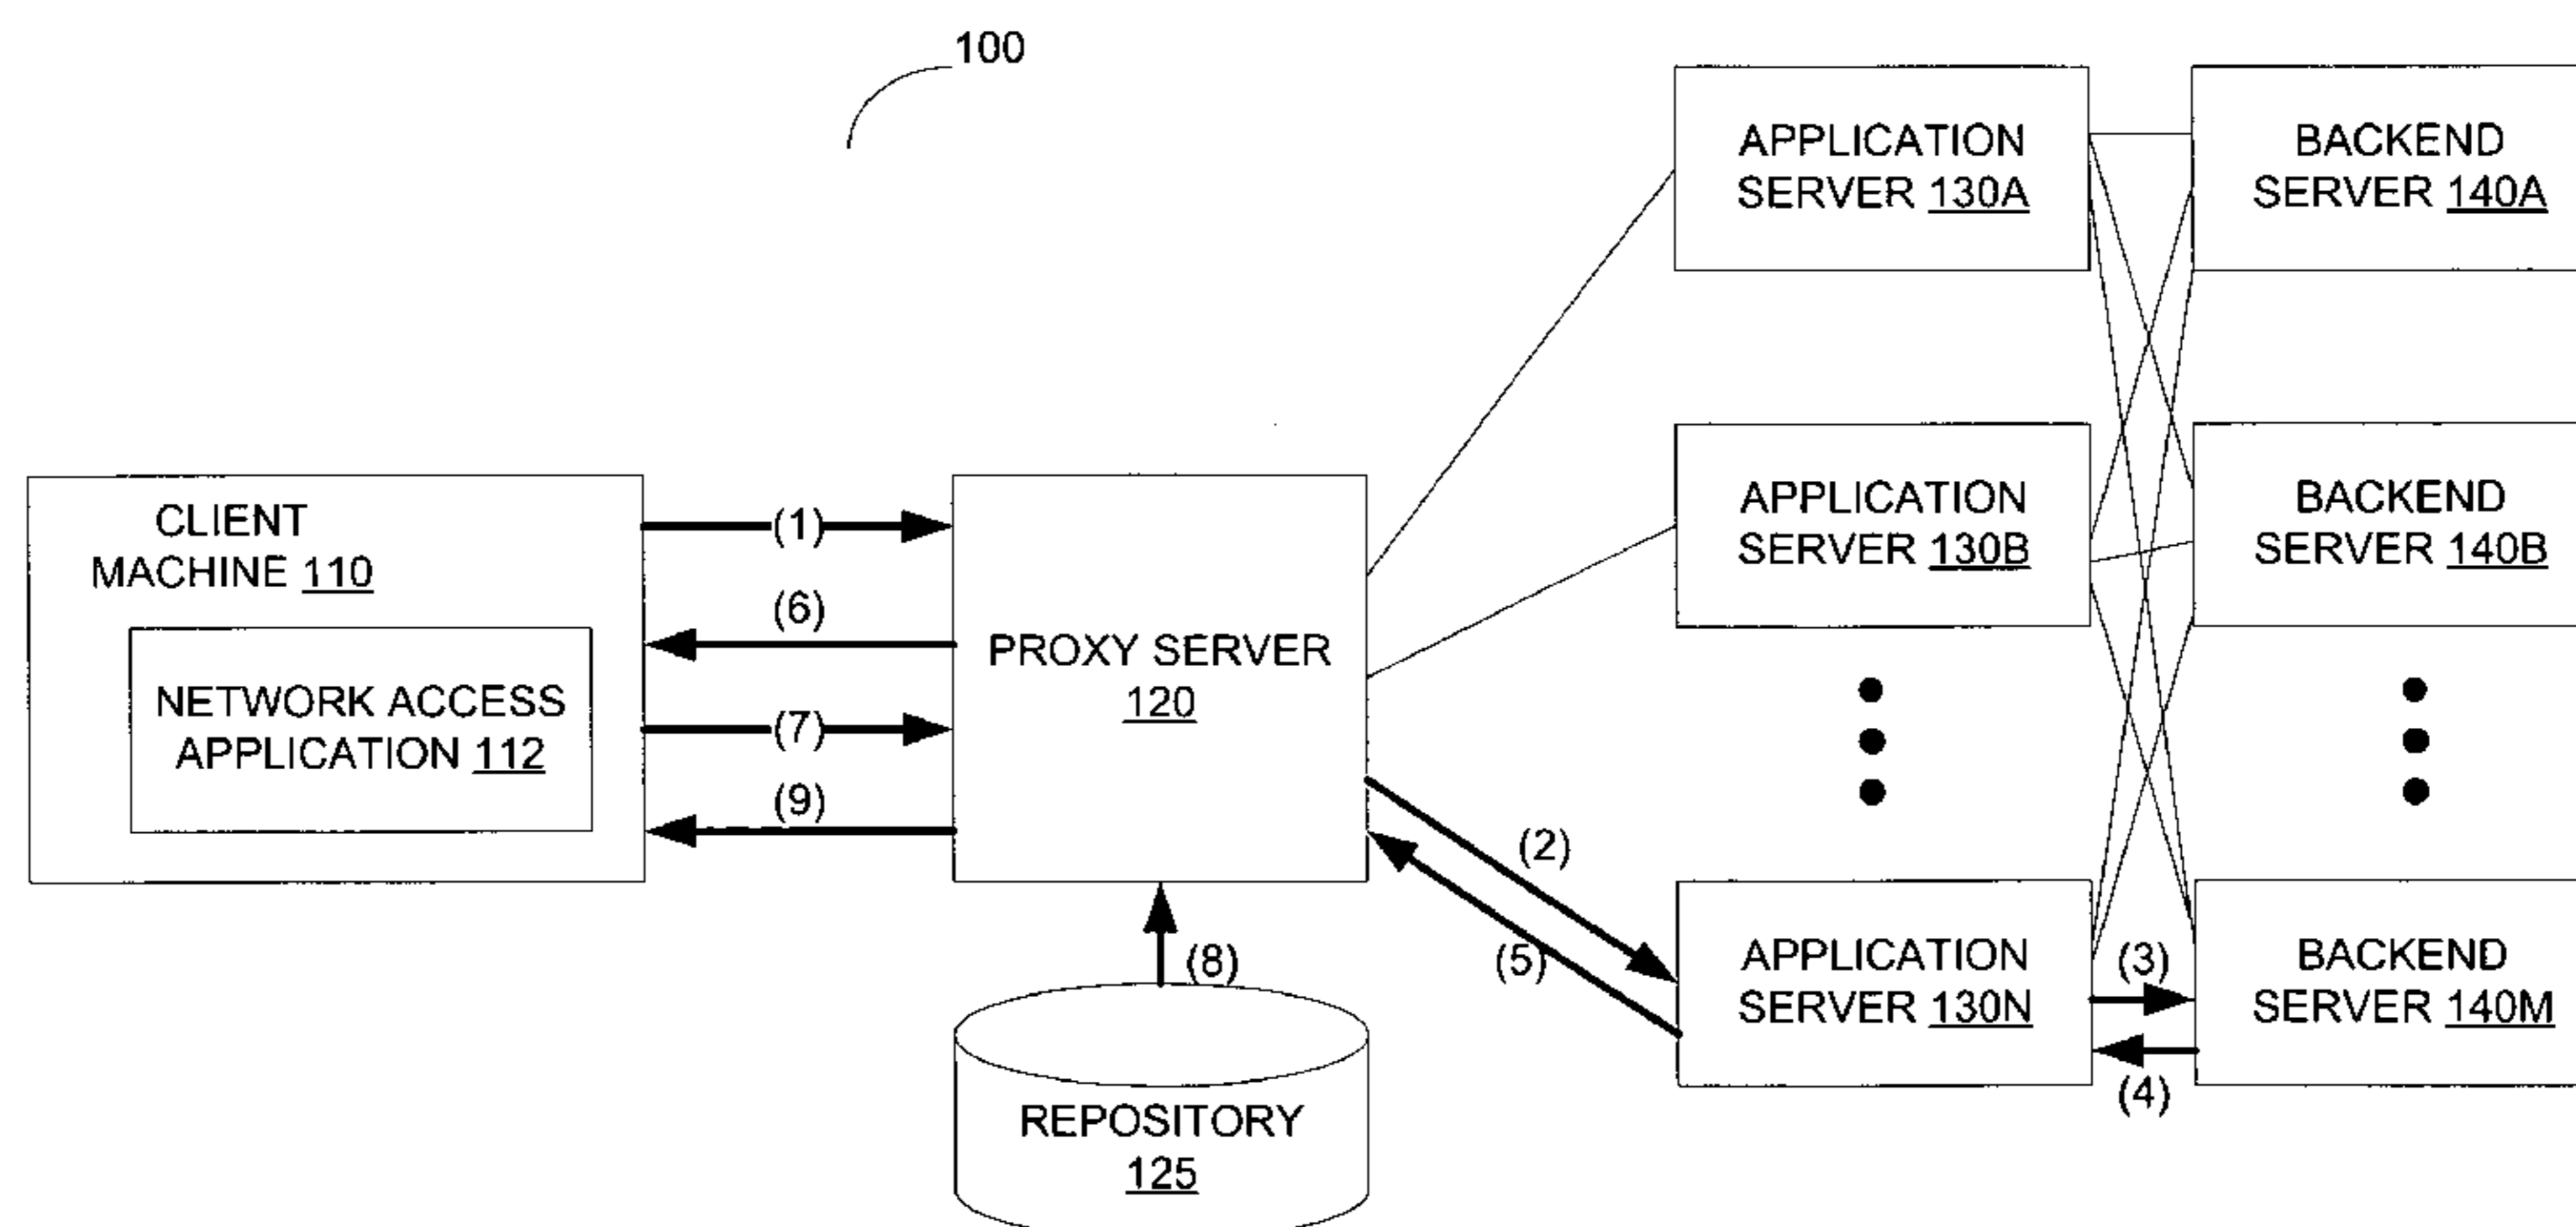 100
APPLICATION
SERVER 130A
BACKEND
SERVER 140A
CLIENT
MACHINE 110
NETWORK ACCESS
APPLICATION 112
(1)
(6)
(7)
(9)
PROXY SERVER
120
APPLICATION
SERVER 130B
BACKEND
SERVER 140B
(2)
(5)
(8)
REPOSITORY
125
APPLICATION
SERVER 130N
(3)
(4)
BACKEND
SERVER 140M